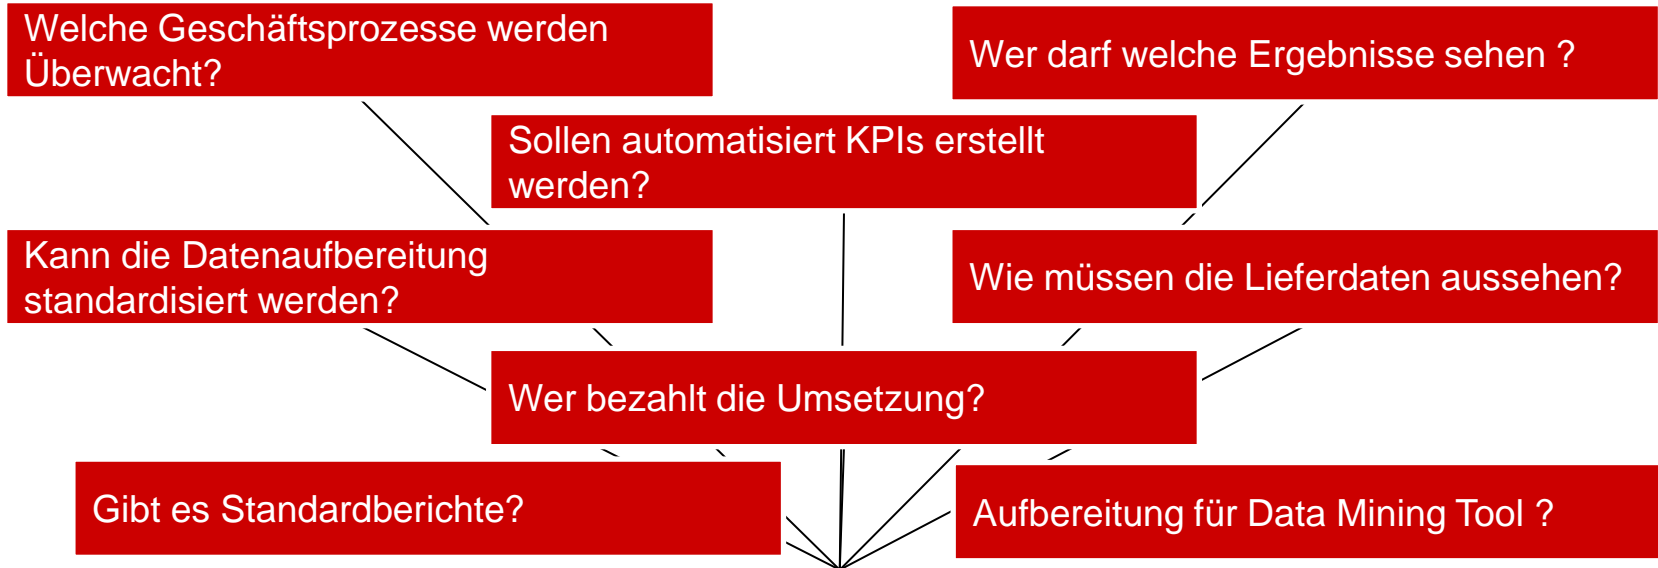 Welche Geschäftsprozesse werden
Überwacht?
Wer darf welche Ergebnisse sehen ?
Sollen automatisiert KPIs erstellt
werden?
Kann die Datenaufbereitung
standardisiert werden?
Wie müssen die Lieferdaten aussehen?
Wer bezahlt die Umsetzung?
Gibt es Standardberichte?
Aufbereitung für Data Mining Tool ?